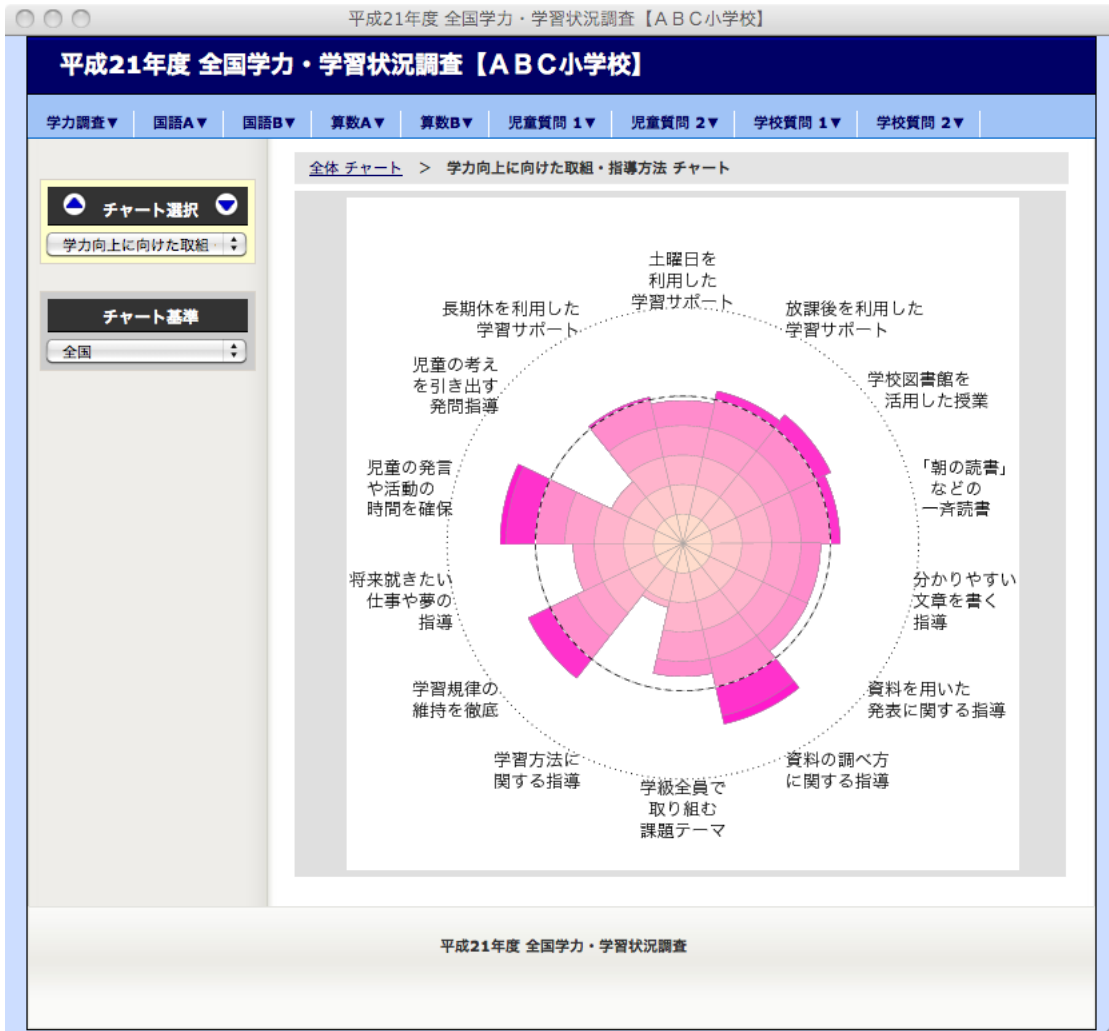 平成21年度 全国学力・学習状況調査【ＡＢＣ小学校】
平成21年度 全国学力・学習状況調査【ＡＢＣ小学校】
学力調査▼ 国語A▼ 国語B▼ 算数A▼ 算数B▼ 児童質問 1▼ 児童質問 2▼ 学校質問 1▼ 学校質問 2▼
全体 チャート > 学力向上に向けた取組・指導方法 チャート
チャート選択
学力向上に向けた取組
チャート基準
全国
土曜日を
利用した
学習サポート
放課後を利用した
学習サポート
学校図書館を
活用した授業
「朝の読書」
などの
一斉読書
分かりやすい
文章を書く
指導
資料を用いた
発表に関する指導
資料の調べ方
に関する指導
学級全員で
取り組む
課題テーマ
学習方法に
関する指導
学習規律の
維持を徹底
将来就きたい
仕事や夢の
指導
児童の発言
や活動の
時間を確保
児童の考え
を引き出す
発問指導
長期休を利用した
学習サポート
平成21年度 全国学力・学習状況調査